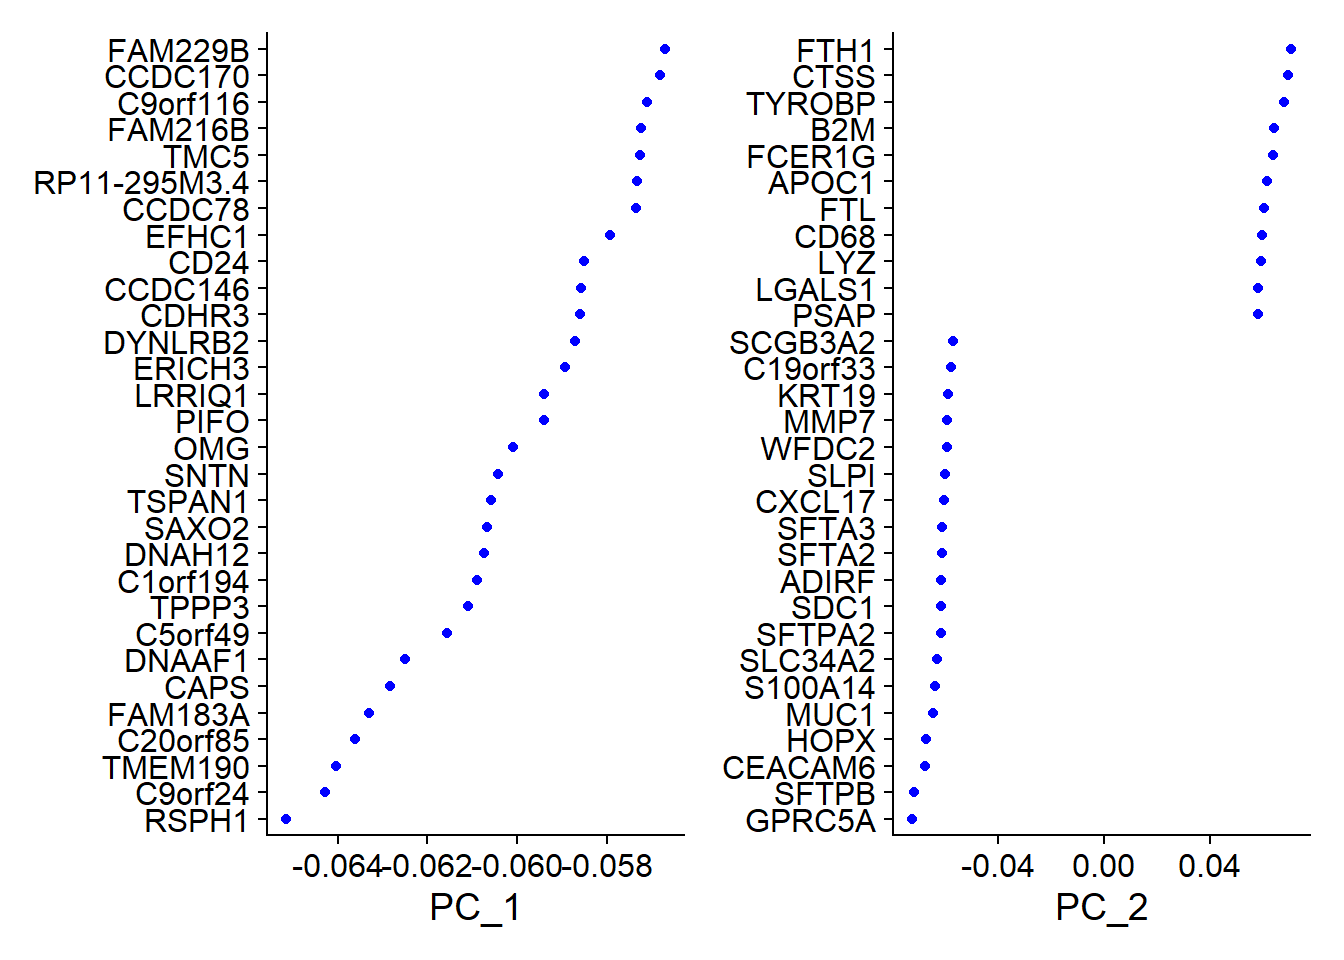 FAM229B
CCDC170
C9orf116
FAM216B
TMC5
RP11-295M3.4
CCDC78
EFHC1
CD24
CCDC146
CDHR3
DYNLRB2
ERICH3
LRRIQ1
PIFO
OMG
SNTN
TSPAN1
SAXO2
DNAH12
C1orf194
TPPP3
C5orf49
DNAAF1
CAPS
FAM183A
C20orf85
TMEM190
C9orf24
RSPH1
-0.064 -0.062 -0.060 -0.058
PC_1
FTH1
CTSS
TYROBP
B2M
FCER1G
APOC1
FTL
CD68
LYZ
LGALS1
PSAP
SCGB3A2
C19orf33
KRT19
MMP7
WFDC2
SLPI
CXCL17
SFTA3
SFTA2
ADIRF
SDC1
SFTPA2
SLC34A2
S100A14
MUC1
HOPX
CEACAM6
SFTPB
GPRC5A
-0.04 0.00 0.04
PC_2